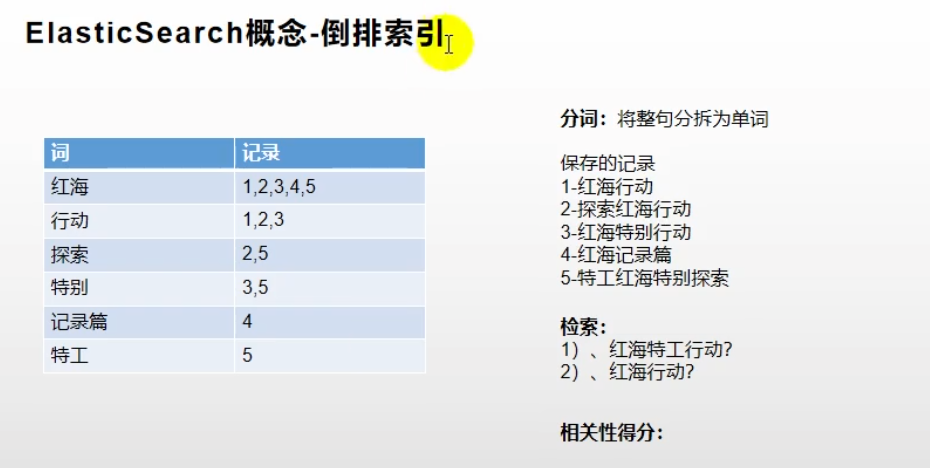 ElasticSearch概念-倒排索引
词 记录
红海 1,2,3,4,5
行动 1,2,3
探索 2,5
特别 3,5
记录篇 4
特工 5
分词：将整句分拆为单词
保存的记录
1-红海行动
2-探索红海行动
3-红海特别行动
4-红海记录篇
5-特工红海特别探索
检索：
1）、红海特工行动？
2）、红海行动？
相关性得分：